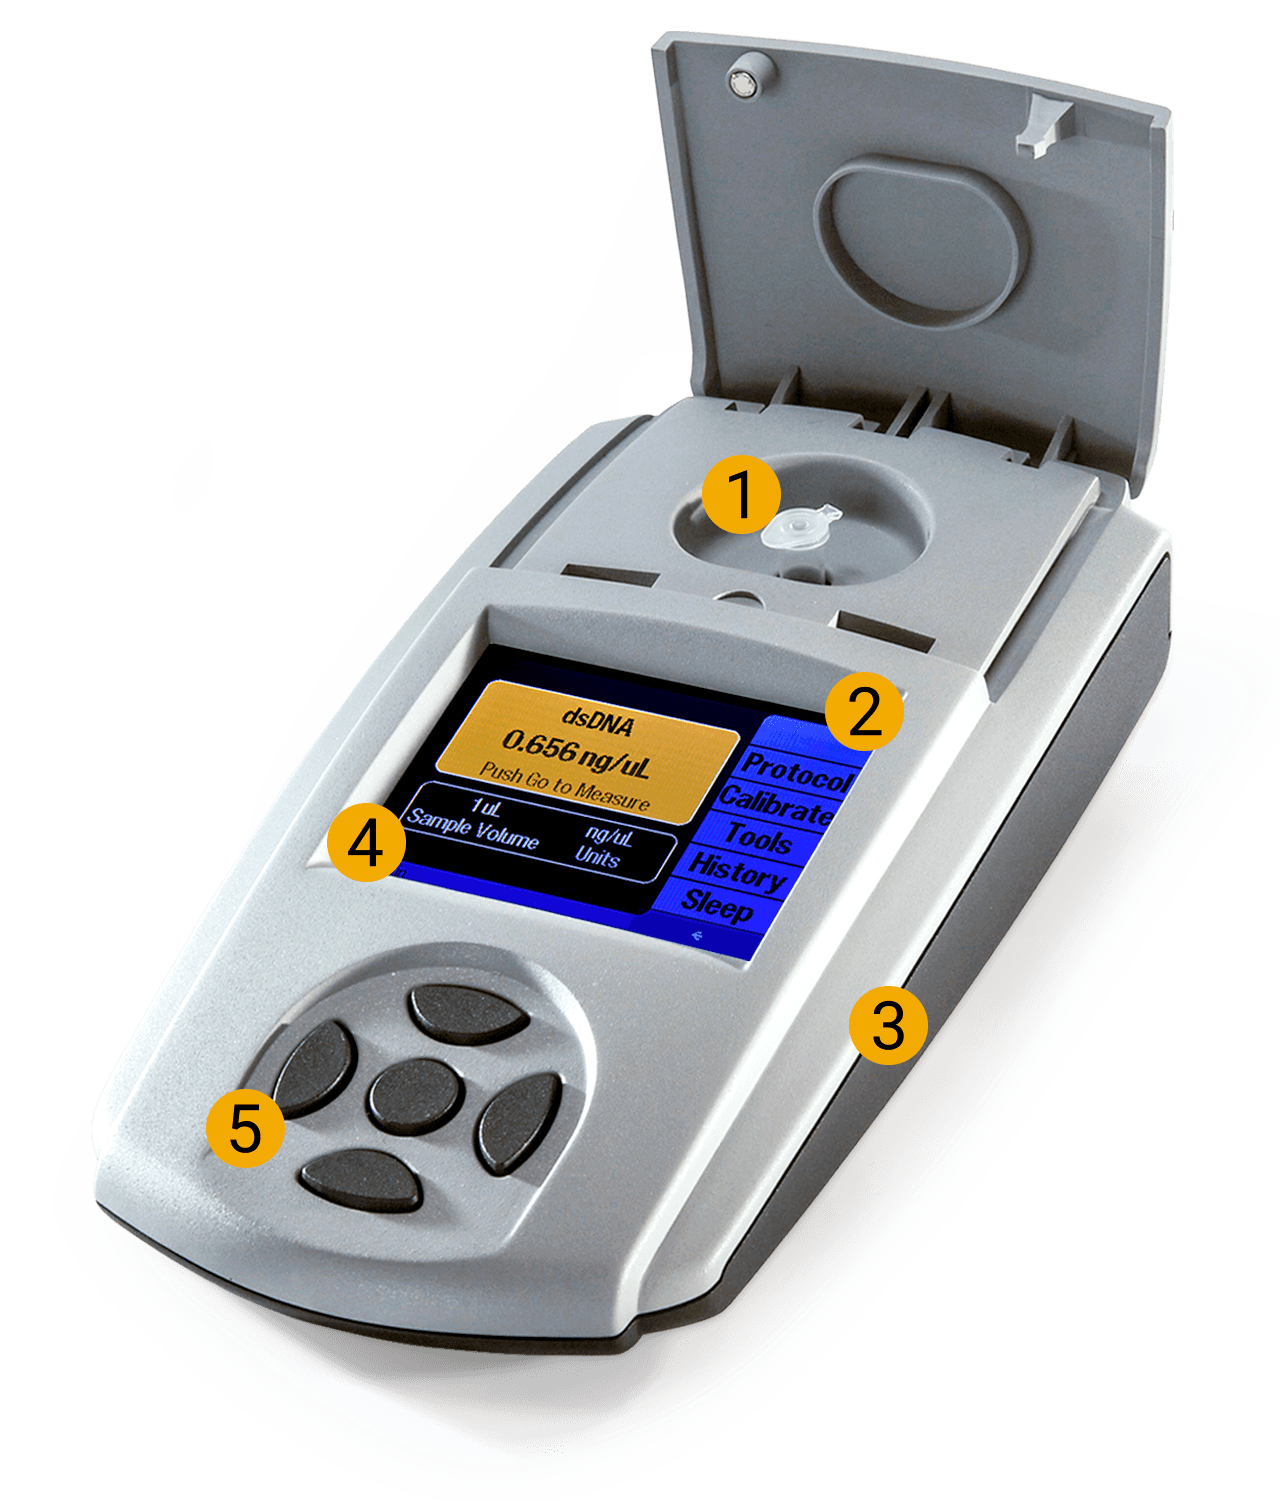 1
2
dsDNA
0.656 ng/uL
Push Go to Measure
1 uL
Sample Volume
ng/uL
Units
Protocol
Calibrate
Tools
History
Sleep
4
3
5